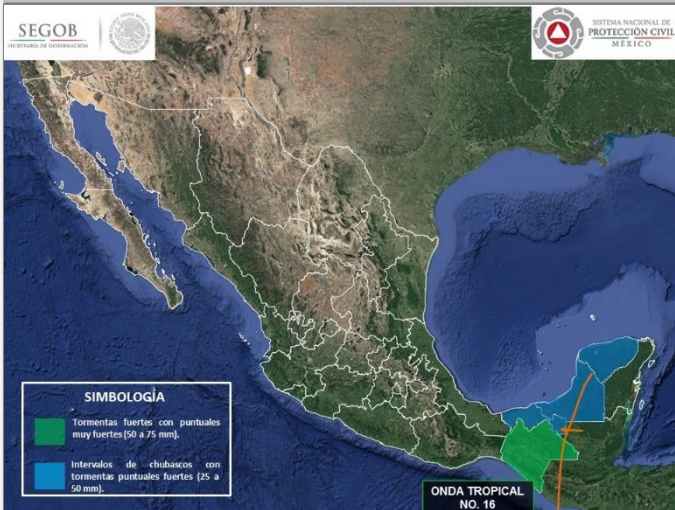 SEGOB
SECRETARÍA DE GOBERNACIÓN
SISTEMA NACIONAL DE
PROTECCIÓN CIVIL
MÉXICO
SIMBOLOGÍA
Tormentas fuertes con puntuales
muy fuertes (50 a 75 mm).
Intervalos de chubascos con
tormentas puntuales fuertes (25 a
50 mm).
ONDA TROPICAL
NO. 16